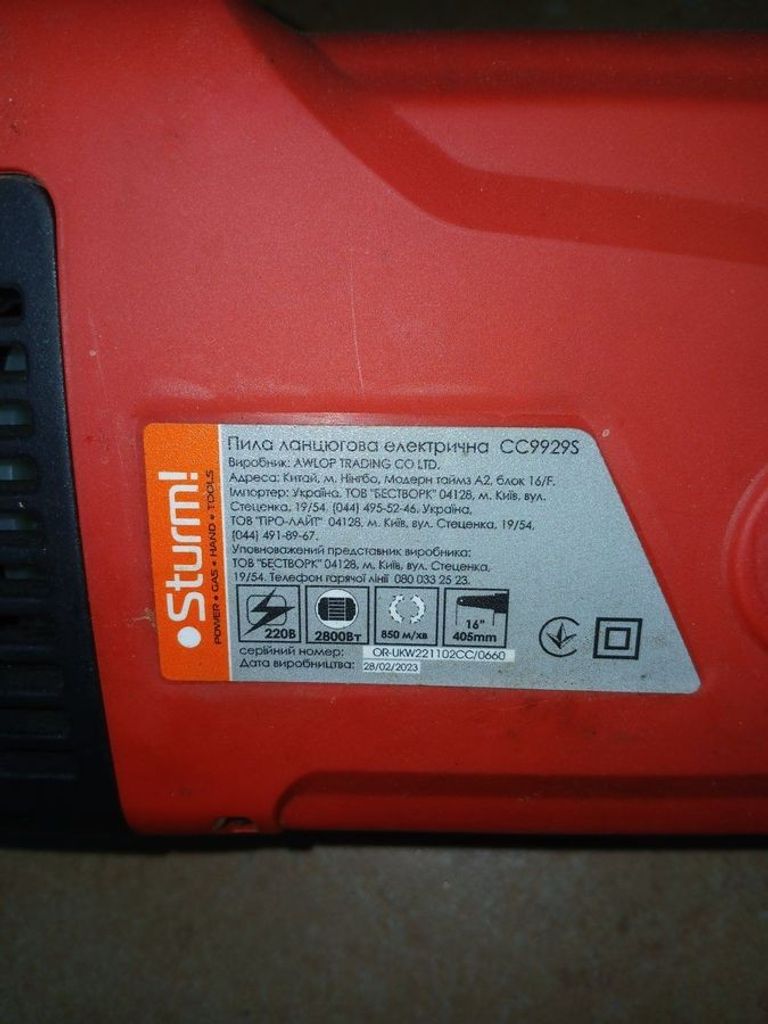 Sturm!
POWER • GAS • HAND • TOOLS
Пила ланцюгова електрична CC9929S
Виробник: AWLOP TRADING CO LTD.
Адреса: Китай, м. Нінгбо, Модерн таймз А2, блок 16/F.
Імпортер: Україна, ТОВ "БЕСТВОРК" 04128, м. Київ, вул.
Стеценка, 19/54, (044) 495-52-46. Україна,
ТОВ "ПРО-ЛАЙТ" 04128, м. Київ, вул. Стеценка, 19/54,
(044) 491-89-67.
Уповноважений представник виробника:
ТОВ "БЕСТВОРК" 04128, м. Київ, вул. Стеценка,
19/54. Телефон гарячої лінії 080 033 25 23.
220В
2800Вт
850 м/хв
16"
405mm
серійний номер: OR-UKW221102CC/0660
Дата виробництва: 28/02/2023